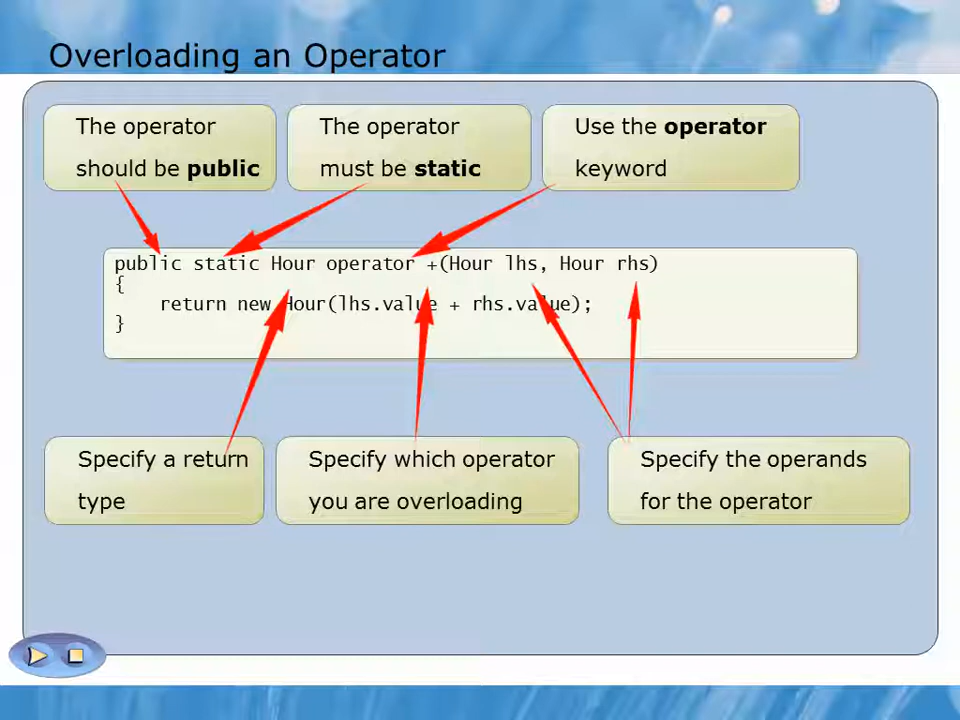 Overloading an Operator
The operator
should be public
The operator
must be static
Use the operator
keyword
public static Hour operator +(Hour lhs, Hour rhs)
{
    return new Hour(lhs.value + rhs.value);
}
Specify a return
type
Specify which operator
you are overloading
Specify the operands
for the operator